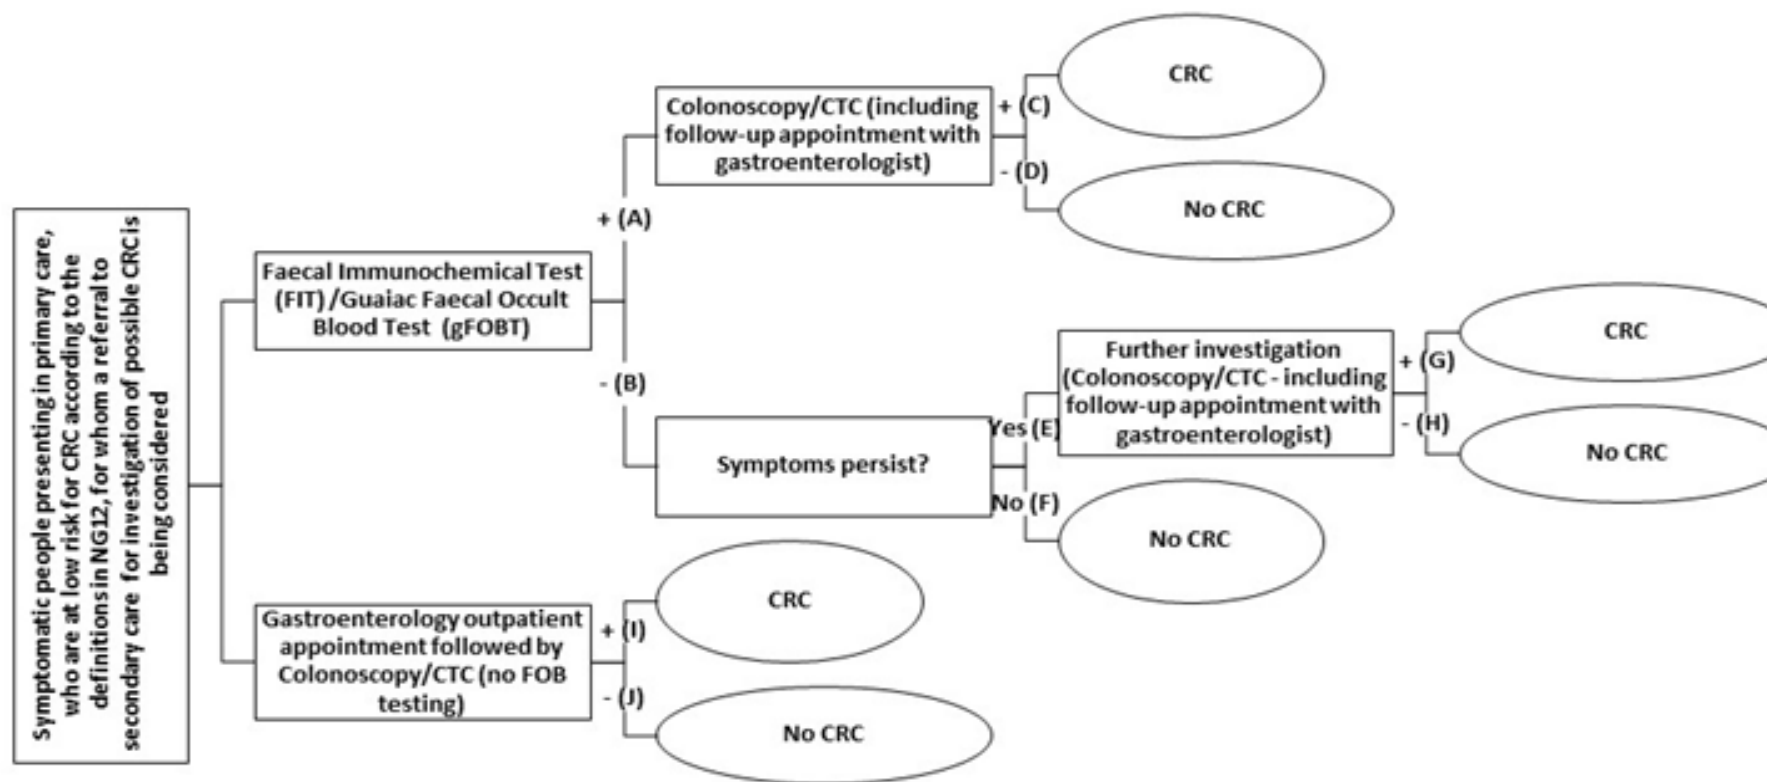 Symptomatic people presenting in primary care,
who are at low risk for CRC according to the
definitions in NG12, for whom a referral to
secondary care for investigation of possible CRC is
being considered
Faecal Immunochemical Test
(FIT) /Guaiac Faecal Occult
Blood Test (gFOBT)
+ (A)
- (B)
Colonoscopy/CTC (including
follow-up appointment with
gastroenterologist)
+ (C)
- (D)
CRC
No CRC
Symptoms persist?
Yes (E)
No (F)
Further investigation
(Colonoscopy/CTC - including
follow-up appointment with
gastroenterologist)
+ (G)
- (H)
CRC
No CRC
No CRC
Gastroenterology outpatient
appointment followed by
Colonoscopy/CTC (no FOB
testing)
+ (I)
- (J)
CRC
No CRC